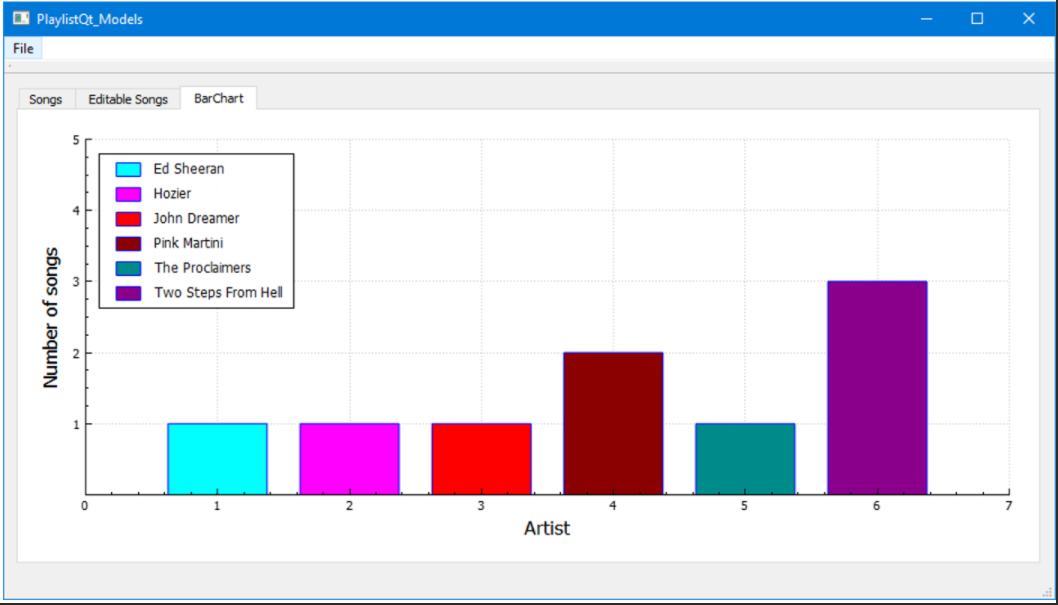 PlaylistQt_Models
File
Songs Editable Songs BarChart
5
Ed Sheeran
Hozier
4
John Dreamer
Pink Martini
The Proclaimers
3
Two Steps From Hell
Number of songs
2
1
0 1 2 3 4 5 6 7
Artist